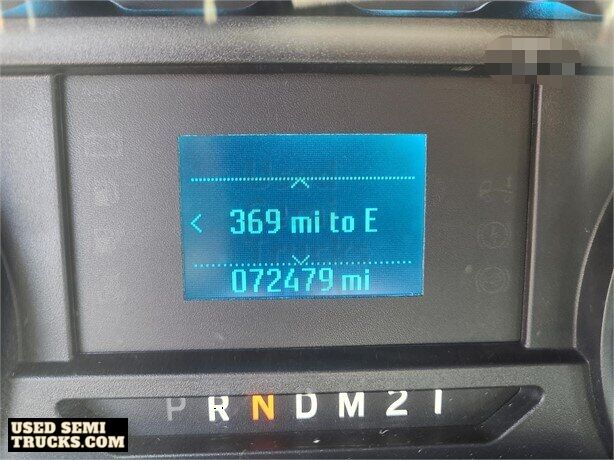 < 369 mi to E
072479 mi
P R N D M 2 1
USED SEMI
TRUCKS.COM